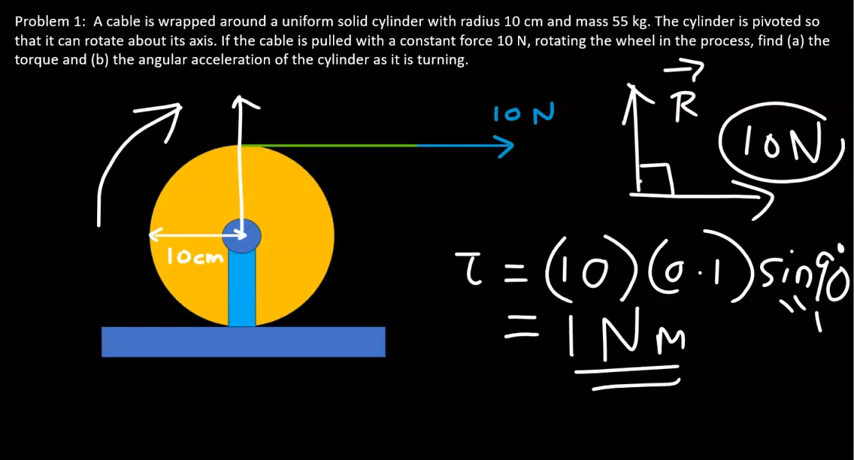 Problem 1: A cable is wrapped around a uniform solid cylinder with radius 10 cm and mass 55 kg. The cylinder is pivoted so
that it can rotate about its axis. If the cable is pulled with a constant force 10 N, rotating the wheel in the process, find (a) the
torque and (b) the angular acceleration of the cylinder as it is turning.
10 N
R
10N
10cm
τ = (10)(0.1)sin90°
1
= 1 Nm